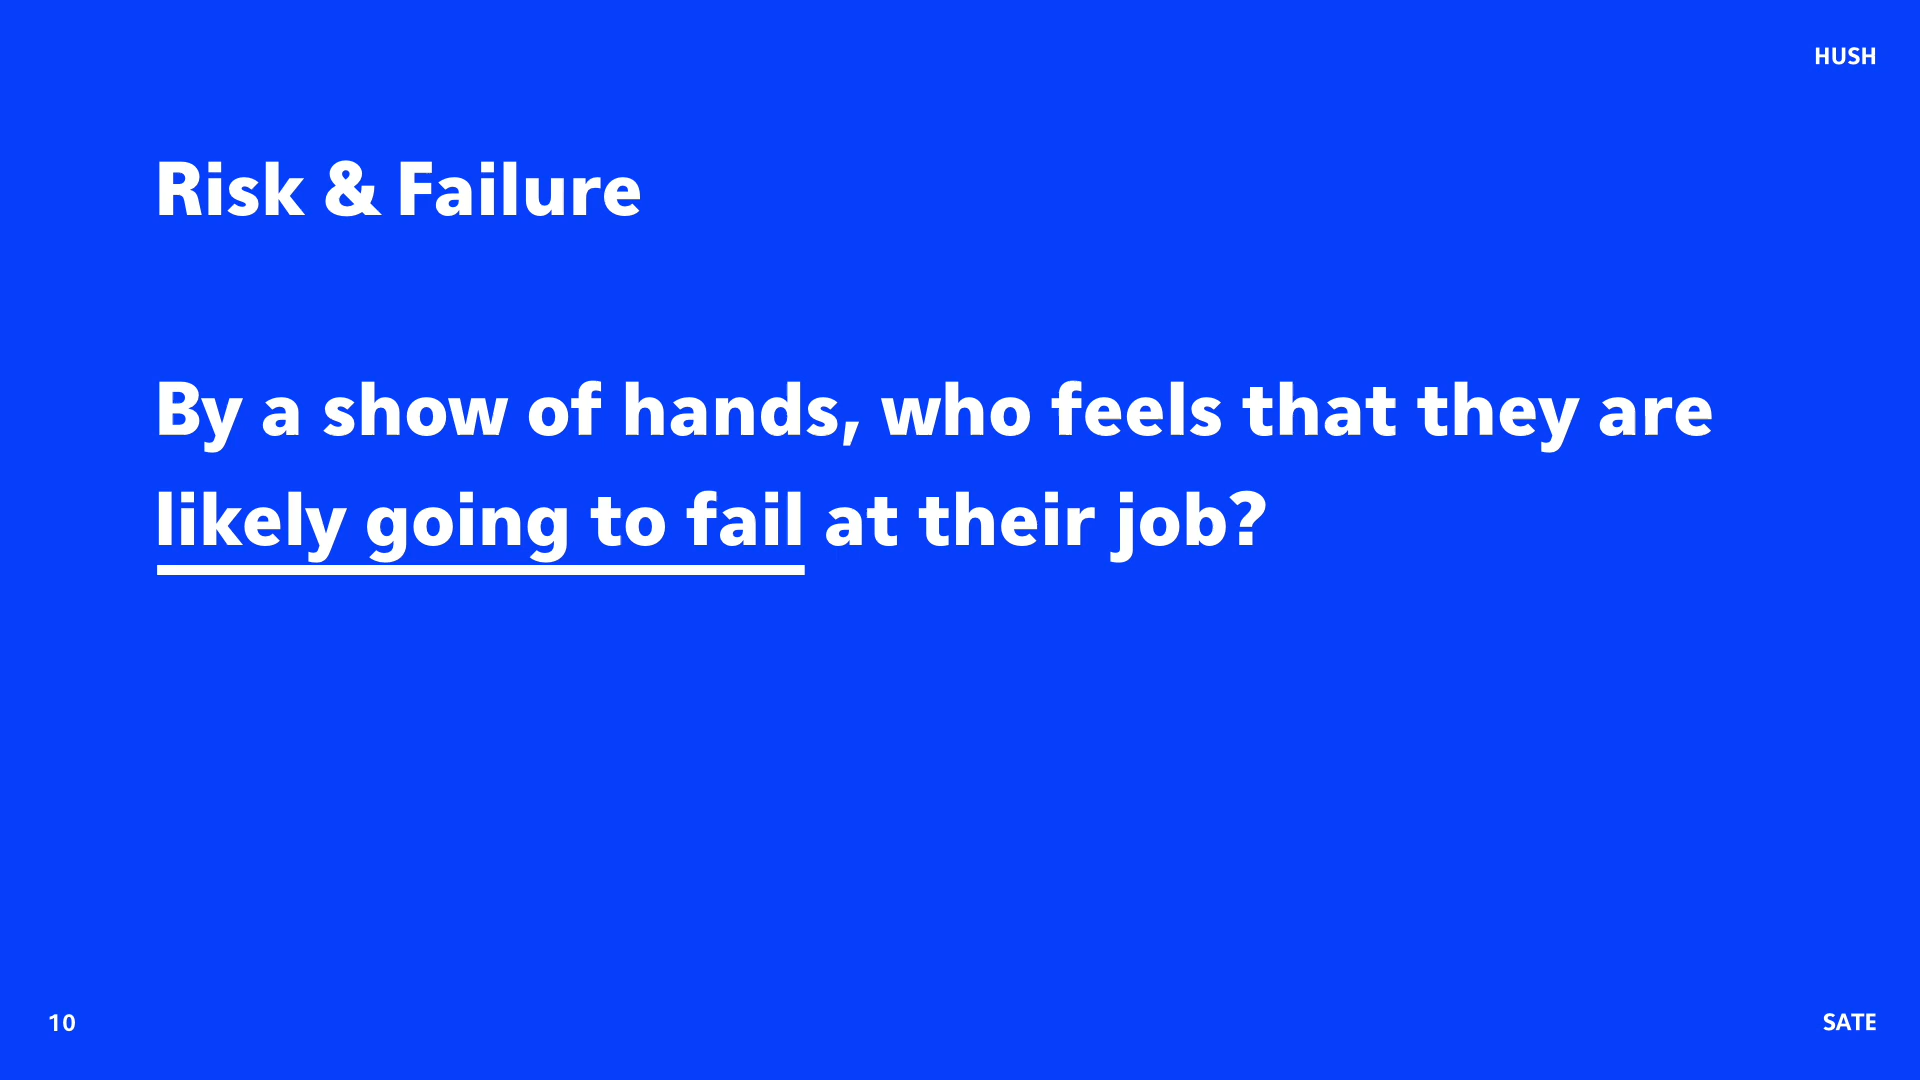 HUSH
Risk & Failure
By a show of hands, who feels that they are
likely going to fail at their job?
10
SATE